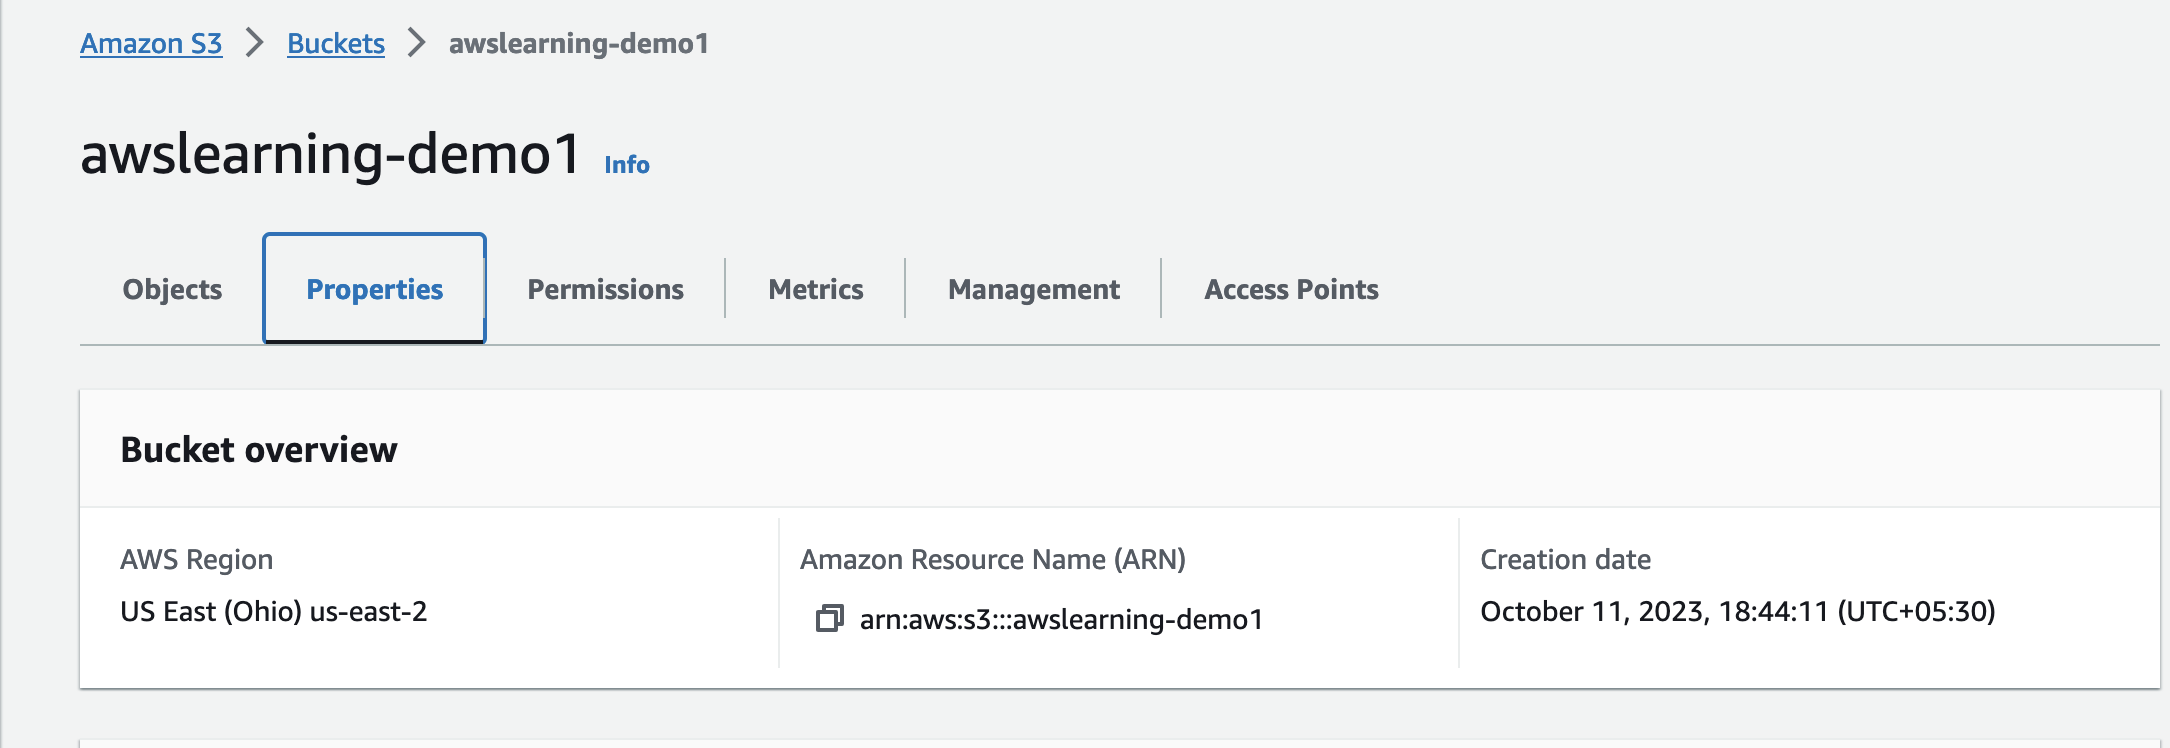 Amazon S3 > Buckets > awslearning-demo1
awslearning-demo1 Info
Objects Properties Permissions Metrics Management Access Points
Bucket overview
AWS Region Amazon Resource Name (ARN) Creation date
US East (Ohio) us-east-2 arn:aws:s3:::awslearning-demo1 October 11, 2023, 18:44:11 (UTC+05:30)